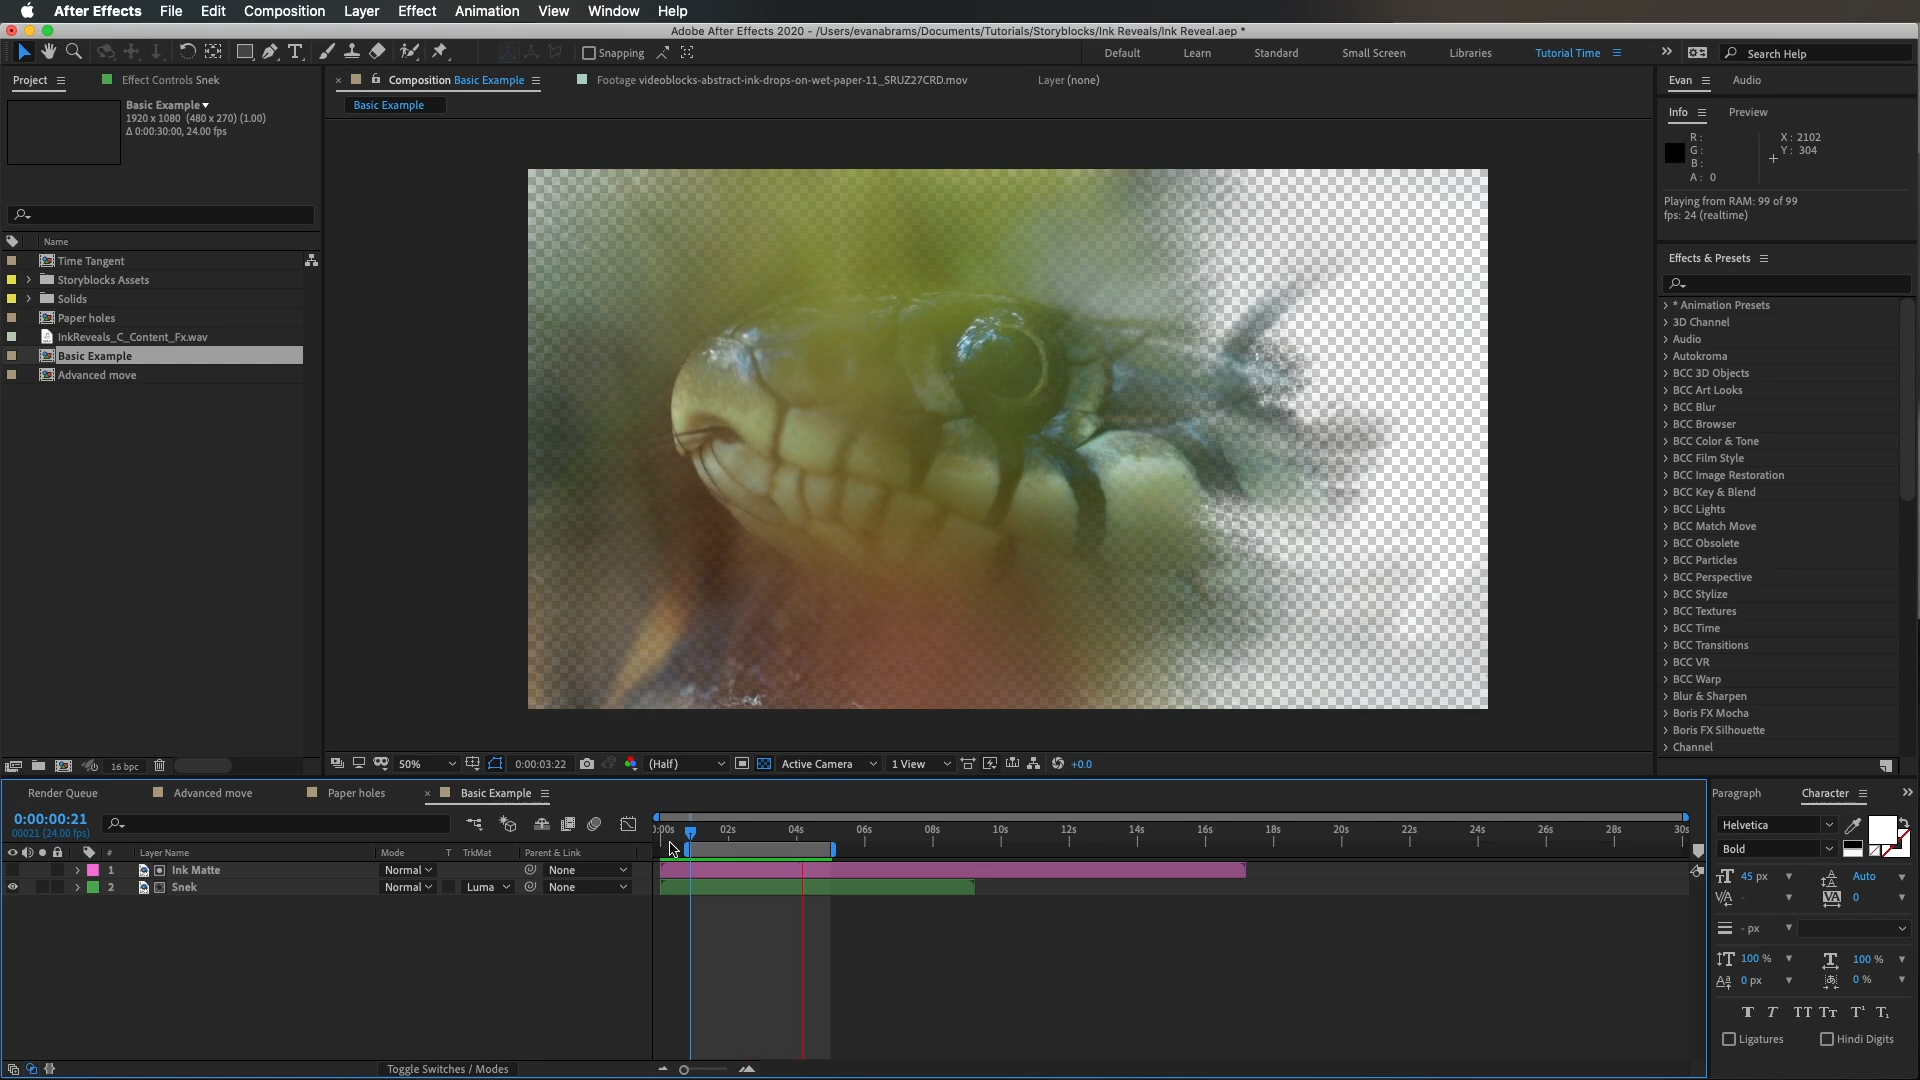 After Effects File Edit Composition Layer Effect Animation View Window Help
Adobe After Effects 2020 - /Users/evanabrams/Documents/Tutorials/Storyblocks/Ink Reveals/Ink Reveal.aep *
Snapping Default Learn Standard Small Screen Libraries Tutorial Time Search Help
Project Effect Controls Snek
Composition Basic Example Footage videoblocks-abstract-ink-drops-on-wet-paper-11_SRUZ27CRD.mov Layer (none)
Evan Audio
Basic Example
1920 x 1080 (480 x 270) (1.00)
Δ 0:00:30:00, 24.00 fps
Basic Example
Info Preview
R :
G :
B :
A : 0
X : 2102
Y : 304
Playing from RAM: 99 of 99
fps: 24 (realtime)
Name
Time Tangent
Storyblocks Assets
Solids
Paper holes
InkReveals_C_Content_Fx.wav
Basic Example
Advanced move
Effects & Presets
* Animation Presets
3D Channel
Audio
Autokroma
BCC 3D Objects
BCC Art Looks
BCC Blur
BCC Browser
BCC Color & Tone
BCC Film Style
BCC Image Restoration
BCC Key & Blend
BCC Lights
BCC Match Move
BCC Obsolete
BCC Particles
BCC Perspective
BCC Stylize
BCC Textures
BCC Time
BCC Transitions
BCC VR
BCC Warp
Blur & Sharpen
Boris FX Mocha
Boris FX Silhouette
Channel
16 bpc
50% 0:00:03:22 (Half) Active Camera 1 View +0.0
Render Queue Advanced move Paper holes Basic Example
0:00:00:21
00021 (24.00 fps)
0:00s 02s 04s 06s 08s 10s 12s 14s 16s 18s 20s 22s 24s 26s 28s 30s
# Layer Name Mode T TrkMat Parent & Link
1 Ink Matte Normal None
2 Snek Normal Luma None
Toggle Switches / Modes
Paragraph Character
Helvetica
Bold
45 px Auto
- 0
- px
100 % 100 %
0 px 0 %
T T TT Tt T¹ T₁
Ligatures Hindi Digits